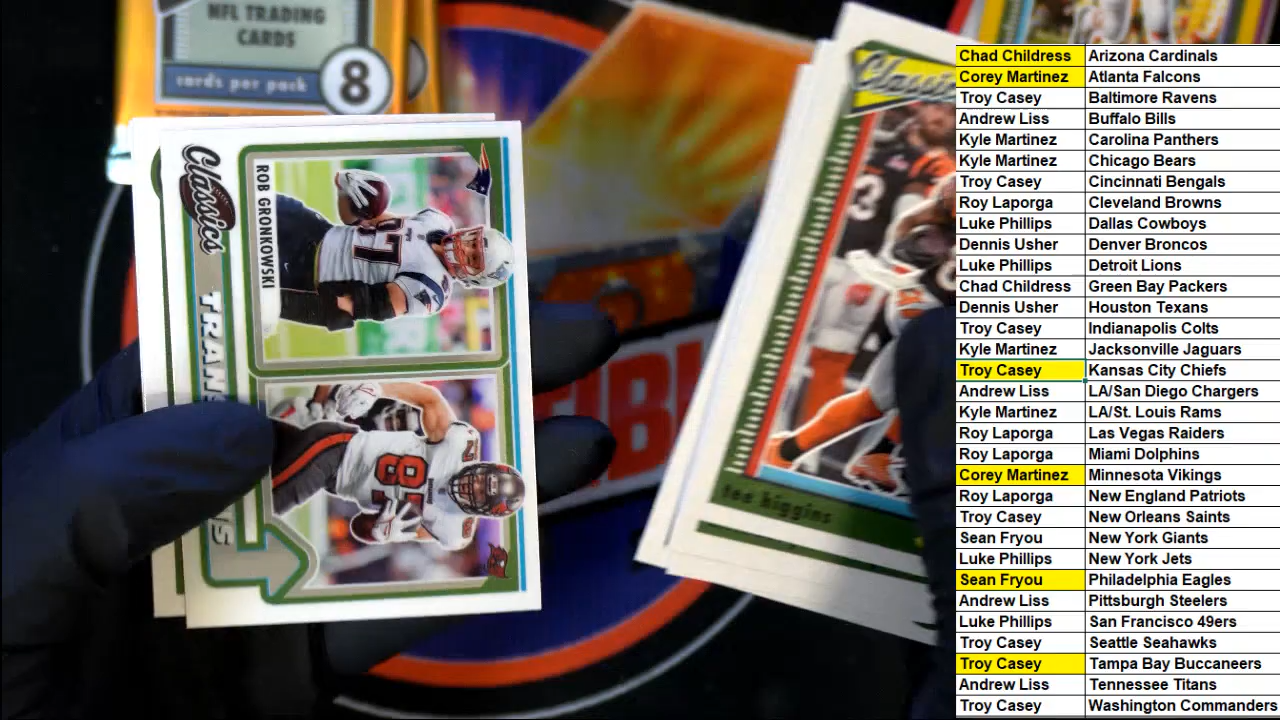 NFL TRADING
CARDS
cards per pack
8
Classics
TRANS
ROB GRONKOWSKI
87
87
Classics
tee higgins
Chad Childress Arizona Cardinals
Corey Martinez Atlanta Falcons
Troy Casey Baltimore Ravens
Andrew Liss Buffalo Bills
Kyle Martinez Carolina Panthers
Kyle Martinez Chicago Bears
Troy Casey Cincinnati Bengals
Roy Laporga Cleveland Browns
Luke Phillips Dallas Cowboys
Dennis Usher Denver Broncos
Luke Phillips Detroit Lions
Chad Childress Green Bay Packers
Dennis Usher Houston Texans
Troy Casey Indianapolis Colts
Kyle Martinez Jacksonville Jaguars
Troy Casey Kansas City Chiefs
Andrew Liss LA/San Diego Chargers
Kyle Martinez LA/St. Louis Rams
Roy Laporga Las Vegas Raiders
Roy Laporga Miami Dolphins
Corey Martinez Minnesota Vikings
Roy Laporga New England Patriots
Troy Casey New Orleans Saints
Sean Fryou New York Giants
Luke Phillips New York Jets
Sean Fryou Philadelphia Eagles
Andrew Liss Pittsburgh Steelers
Luke Phillips San Francisco 49ers
Troy Casey Seattle Seahawks
Troy Casey Tampa Bay Buccaneers
Andrew Liss Tennessee Titans
Troy Casey Washington Commanders